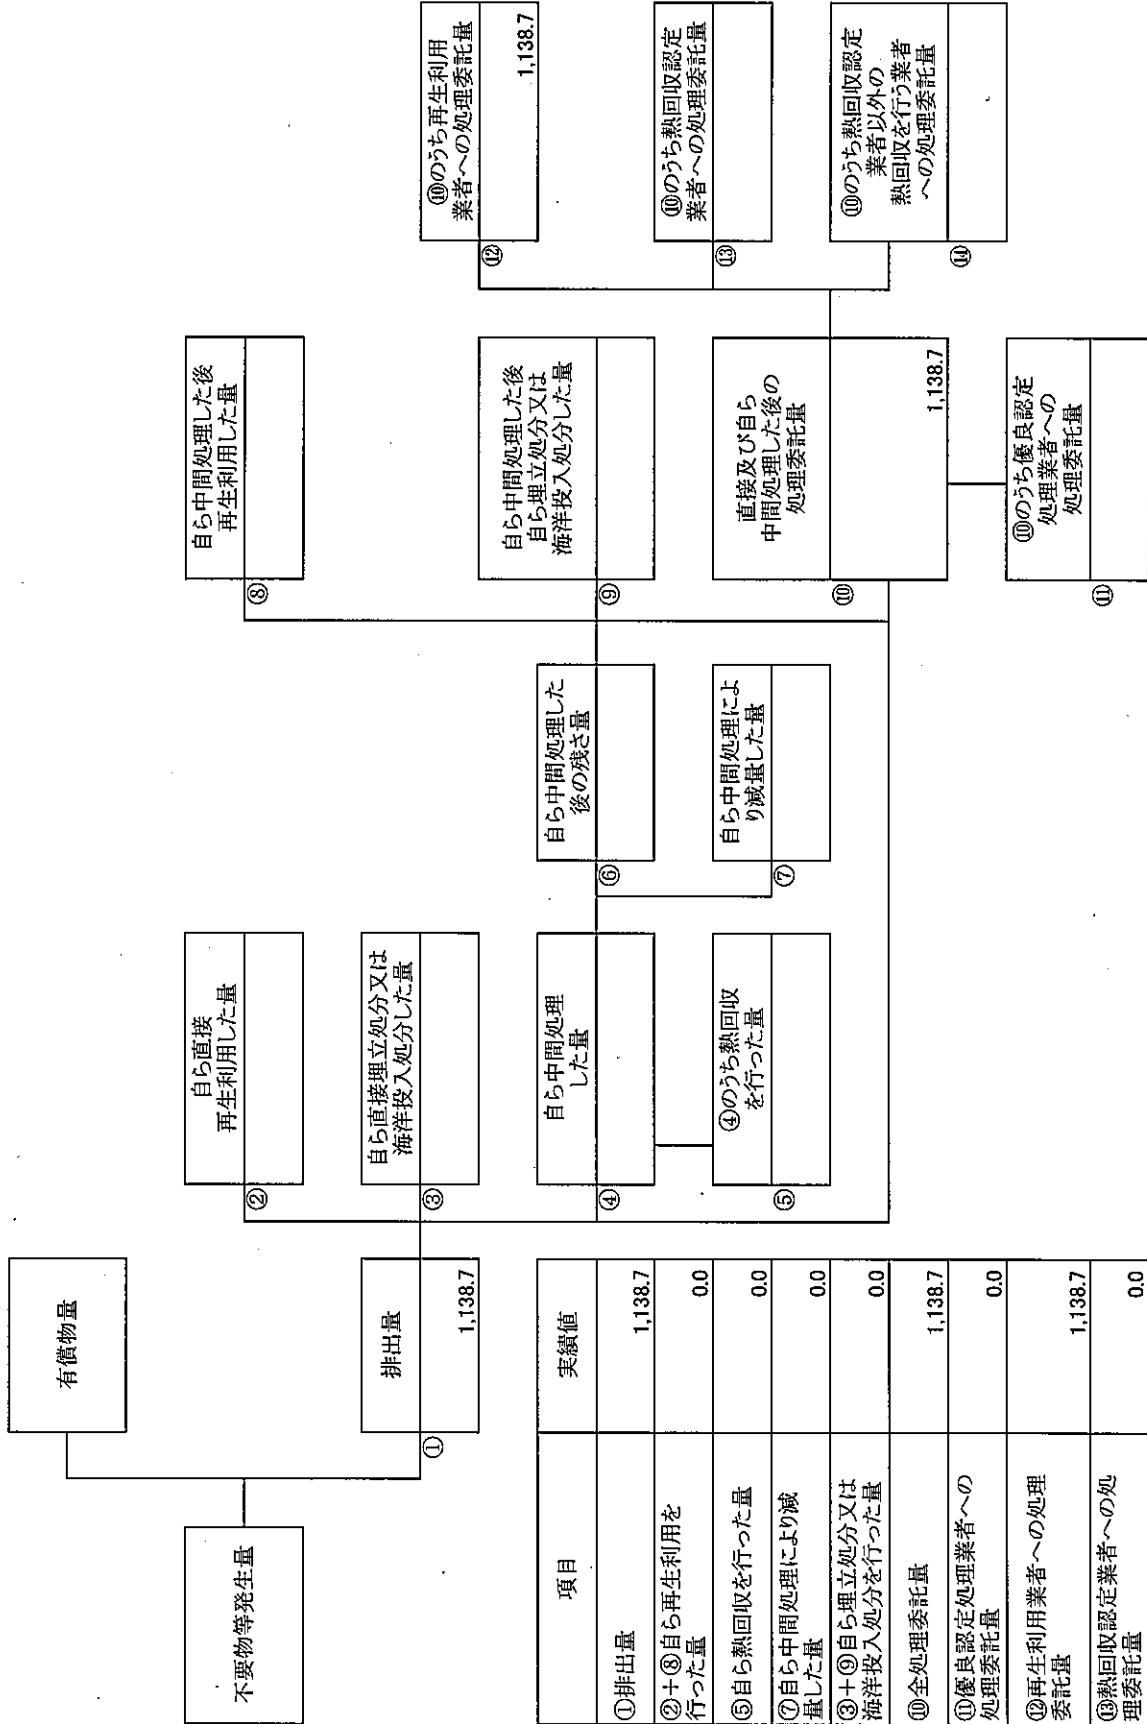 不要物等発生量
有償物量
排出量
①
1,138.7
自ら直接
再生利用した量
②
自ら直接埋立処分又は
海洋投入処分した量
③
自ら中間処理
した量
④
④のうち熱回収
を行った量
⑤
自ら中間処理した
後の残さ量
⑥
自ら中間処理によ
り減量した量
⑦
自ら中間処理した後
再生利用した量
⑧
自ら中間処理した後
自ら埋立処分又は
海洋投入処分した量
⑨
直接及び自ら
中間処理した後の
処理委託量
⑩
1,138.7
⑩のうち優良認定
処理業者への
処理委託量
⑪
⑩のうち再生利用
業者への処理委託量
⑫
1,138.7
⑩のうち熱回収認定
業者への処理委託量
⑬
⑩のうち熱回収認定
業者以外の
熱回収を行う業者
への処理委託量
⑭
項目 実績値
①排出量 1,138.7
②+⑧自ら再生利用を
行った量 0.0
⑤自ら熱回収を行った量 0.0
⑦自ら中間処理により減
量した量 0.0
③+⑨自ら埋立処分又は
海洋投入処分を行った量 0.0
⑩全処理委託量 1,138.7
⑪優良認定処理業者への
処理委託量 0.0
⑫再生利用業者への処理
委託量 1,138.7
⑬熱回収認定業者への処
理委託量 0.0